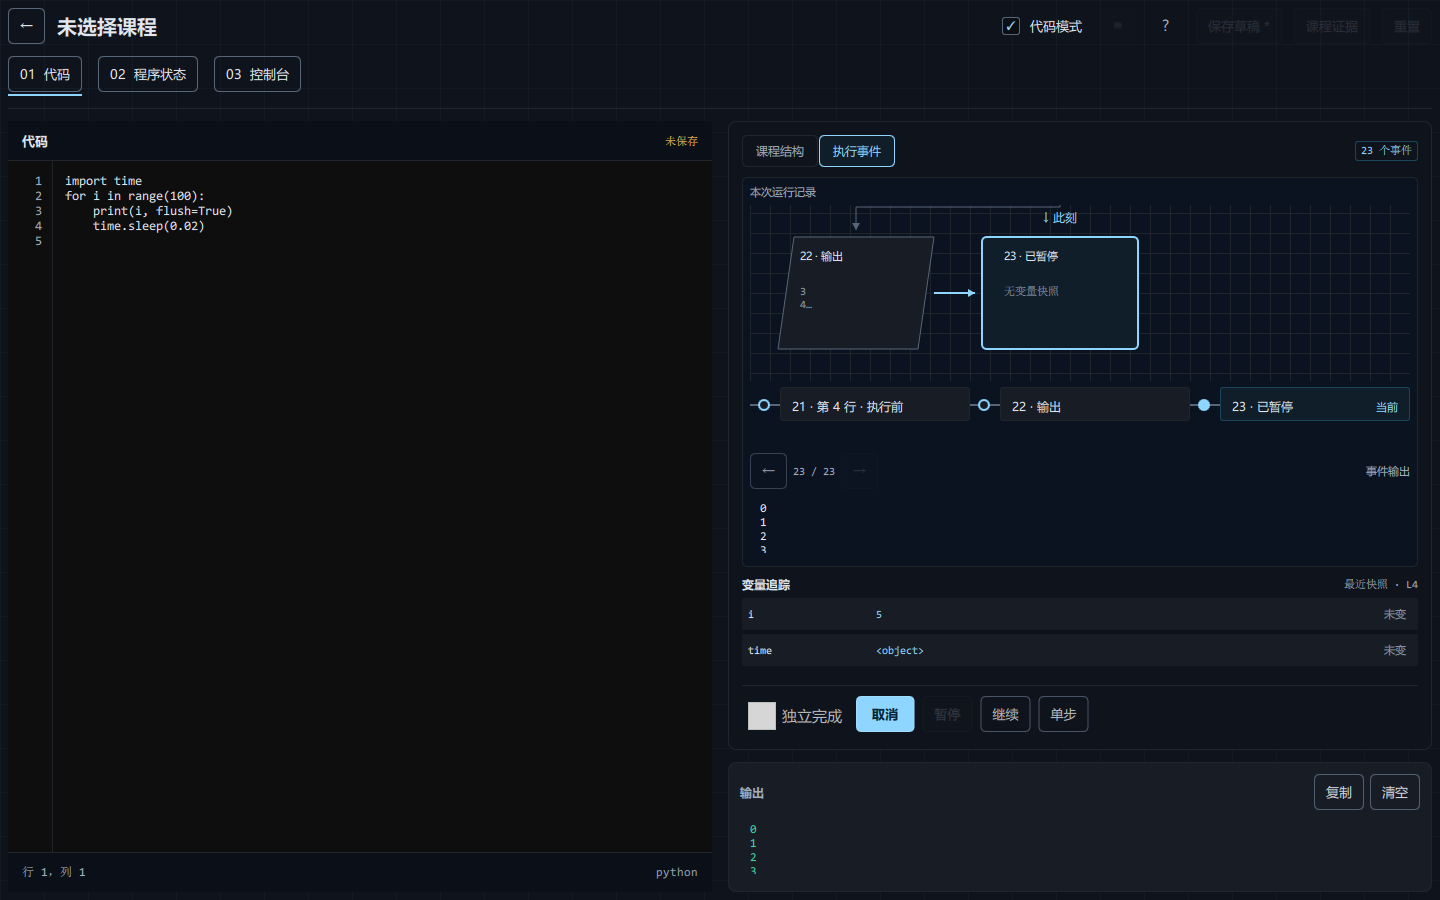 ← 未选择课程
✓ 代码模式
?
保存草稿 *
课程证据
重置
01 代码
02 程序状态
03 控制台
代码
未保存
1 import time
2 for i in range(100):
3 print(i, flush=True)
4 time.sleep(0.02)
5
行 1, 列 1
python
课程结构
执行事件
23 个事件
本次运行记录
↓ 此刻
22 · 输出
3
4…
23 · 已暂停
无变量快照
21 · 第 4 行 · 执行前
22 · 输出
23 · 已暂停
当前
← 23 / 23 →
事件输出
0
1
2
3
变量追踪
最近快照 · L4
i 5 未变
time <object> 未变
独立完成
取消
暂停
继续
单步
输出
复制
清空
0
1
2
3